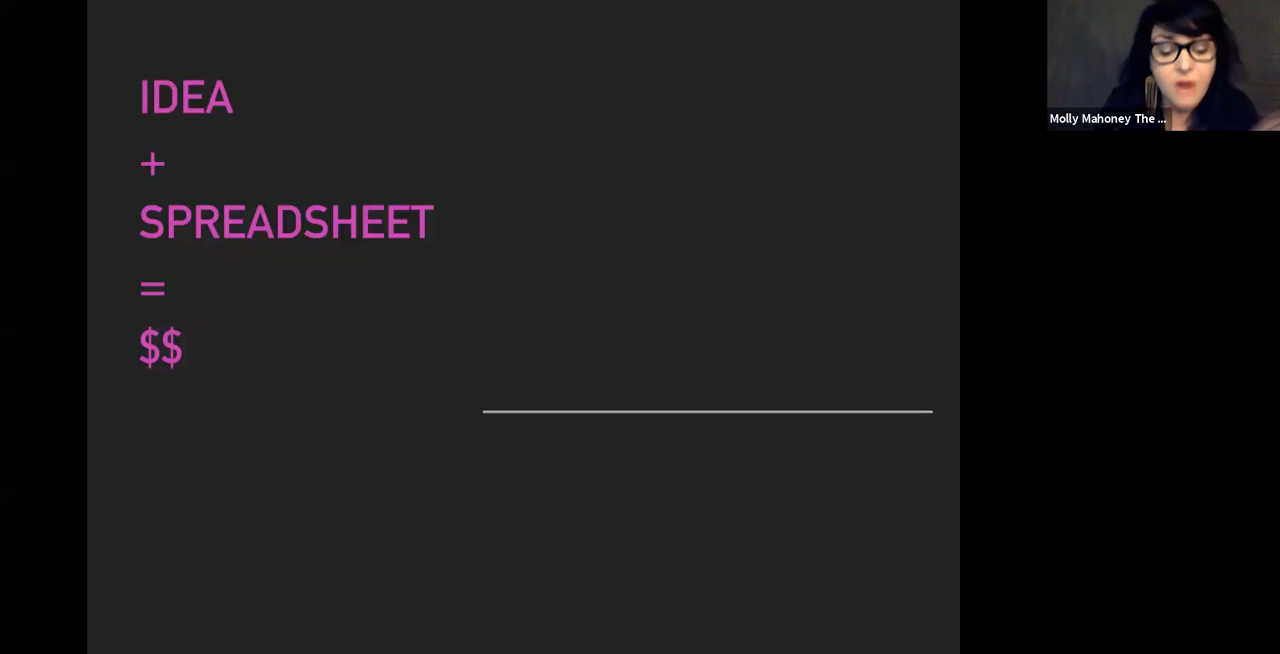 IDEA
+
SPREADSHEET
=
$$
Molly Mahoney The ...